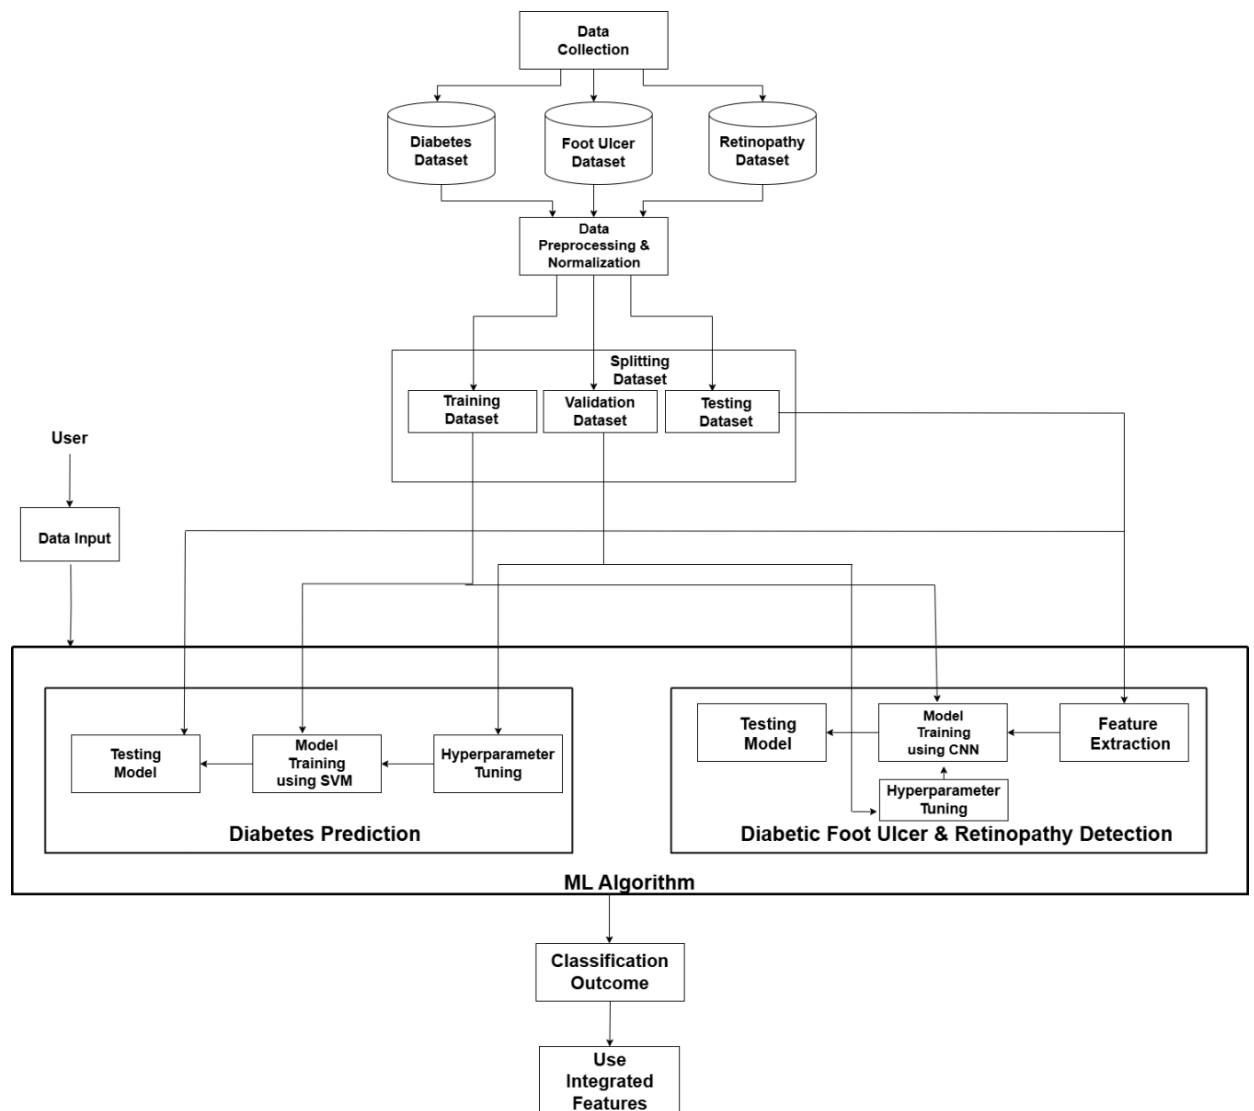 Data
Collection
Diabetes
Dataset
Foot Ulcer
Dataset
Retinopathy
Dataset
Data
Preprocessing &
Normalization
Splitting
Dataset
Training
Dataset
Validation
Dataset
Testing
Dataset
User
Data Input
Testing
Model
Model
Training
using SVM
Hyperparameter
Tuning
Diabetes Prediction
Testing
Model
Model
Training
using CNN
Feature
Extraction
Hyperparameter
Tuning
Diabetic Foot Ulcer & Retinopathy Detection
ML Algorithm
Classification
Outcome
Use
Integrated
Features